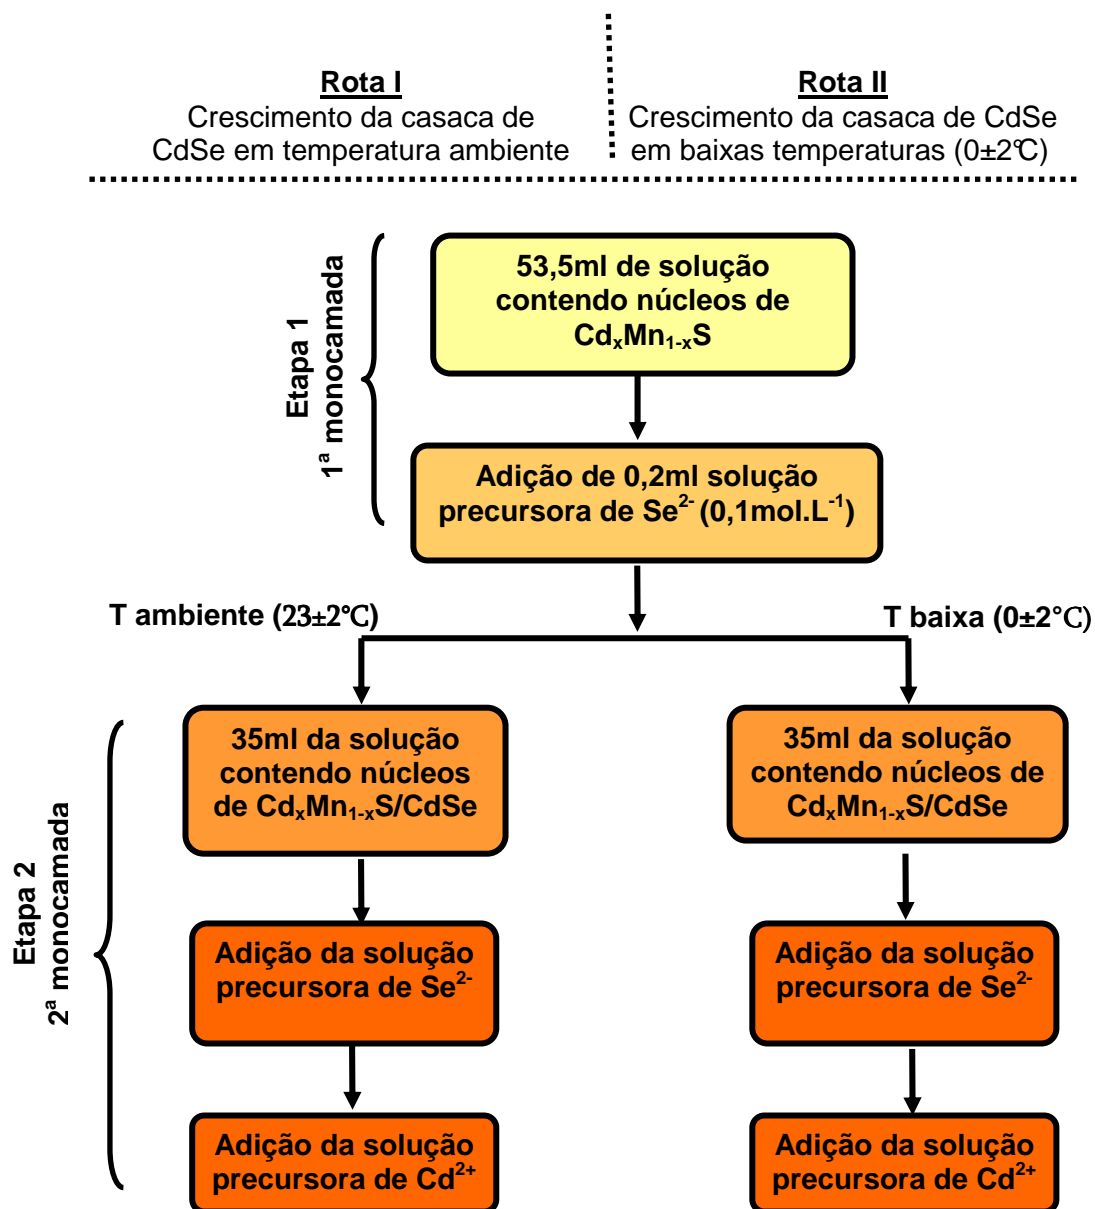 Rota I
Crescimento da casaca de
CdSe em temperatura ambiente
Rota II
Crescimento da casaca de CdSe
em baixas temperaturas (0±2°C)
Etapa 1
1ª monocamada
53,5ml de solução
contendo núcleos de
CdₓMn₁₋ₓS
Adição de 0,2ml solução
precursora de Se²⁻ (0,1mol.L⁻¹)
T ambiente (23±2°C)
T baixa (0±2°C)
Etapa 2
2ª monocamada
35ml da solução
contendo núcleos
de CdₓMn₁₋ₓS/CdSe
Adição da solução
precursora de Se²⁻
Adição da solução
precursora de Cd²⁺
35ml da solução
contendo núcleos de
CdₓMn₁₋ₓS/CdSe
Adição da solução
precursora de Se²⁻
Adição da solução
precursora de Cd²⁺